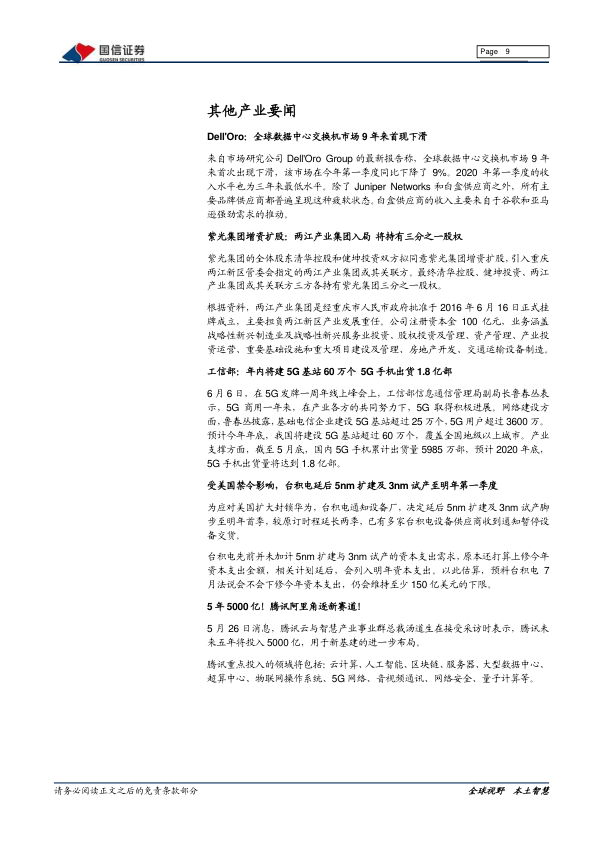 国信证券
GUOSEN SECURITIES
Page 9
其他产业要闻
Dell'Oro：全球数据中心交换机市场 9 年来首现下滑
来自市场研究公司 Dell'Oro Group 的最新报告称，全球数据中心交换机市场 9 年
来首次出现下滑，该市场在今年第一季度同比下降了 9%。2020 年第一季度的收
入水平也为三年来最低水平。除了 Juniper Networks 和白盒供应商之外，所有主
要品牌供应商都普遍呈现这种疲软状态。白盒供应商的收入主要来自于谷歌和亚马
逊强劲需求的推动。
紫光集团增资扩股：两江产业集团入局 将持有三分之一股权
紫光集团的全体股东清华控股和健坤投资双方拟同意紫光集团增资扩股，引入重庆
两江新区管委会指定的两江产业集团或其关联方。最终清华控股、健坤投资、两江
产业集团或其关联方三方各持有紫光集团三分之一股权。
根据资料，两江产业集团是经重庆市人民市政府批准于 2016 年 6 月 16 日正式挂
牌成立，主要担负两江新区产业发展重任。公司注册资本金 100 亿元，业务涵盖
战略性新兴制造业及战略性新兴服务业投资、股权投资及管理、资产管理、产业投
资运营、重要基础设施和重大项目建设及管理、房地产开发、交通运输设备制造。
工信部：年内将建 5G 基站 60 万个 5G 手机出货 1.8 亿部
6 月 6 日，在 5G 发牌一周年线上峰会上，工信部信息通信管理局副局长鲁春丛表
示，5G 商用一年来，在产业各方的共同努力下，5G 取得积极进展。网络建设方
面，鲁春丛披露，基础电信企业建设 5G 基站超过 25 万个，5G 用户超过 3600 万。
预计今年年底，我国将建设 5G 基站超过 60 万个，覆盖全国地级以上城市。产业
支撑方面，截至 5 月底，国内 5G 手机累计出货量 5985 万部，预计 2020 年底，
5G 手机出货量将达到 1.8 亿部。
受美国禁令影响，台积电延后 5nm 扩建及 3nm 试产至明年第一季度
为应对美国扩大封锁华为，台积电通知设备厂，决定延后 5nm 扩建及 3nm 试产脚
步至明年首季，较原订时程延长两季，已有多家台积电设备供应商收到通知暂停设
备交货。
台积电先前并未加计 5nm 扩建与 3nm 试产的资本支出需求，原本还打算上修今年
资本支出金额，相关计划延后，会列入明年资本支出。以此估算，预料台积电 7
月法说会不会下修今年资本支出，仍会维持至少 150 亿美元的下限。
5 年 5000 亿！腾讯阿里角逐新赛道！
5 月 26 日消息，腾讯云与智慧产业事业群总裁汤道生在接受采访时表示，腾讯未
来五年将投入 5000 亿，用于新基建的进一步布局。
腾讯重点投入的领域将包括：云计算、人工智能、区块链、服务器、大型数据中心、
超算中心、物联网操作系统、5G 网络、音视频通讯、网络安全、量子计算等。
请务必阅读正文之后的免责条款部分
全球视野 本土智慧